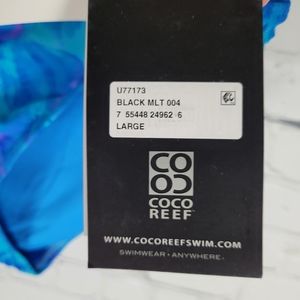 U77173
BLACK MLT 004
7 55448 24962 6
LARGE
CO
CO
COCO
REEF
WWW.COCOREEFSWIM.COM
SWIMWEAR • ANYWHERE.